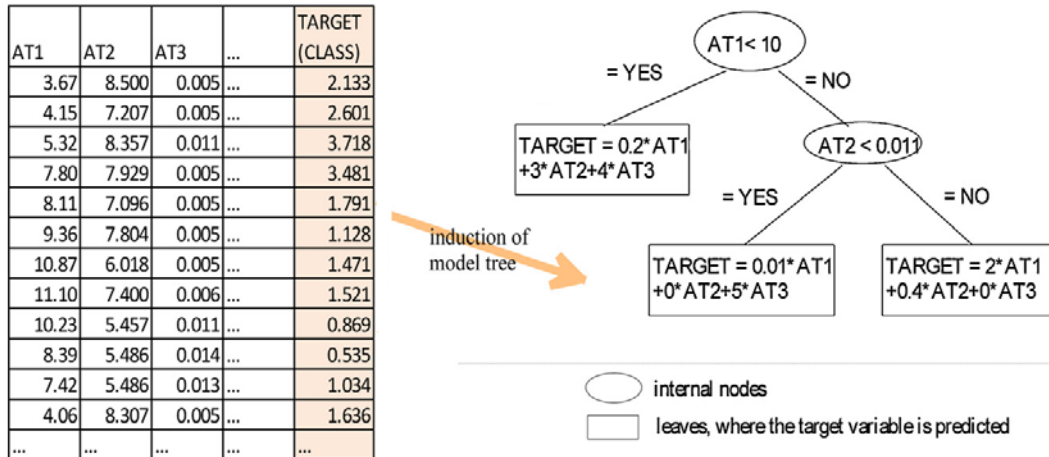 AT1 AT2 AT3 ... TARGET (CLASS)
3.67 8.500 0.005 ... 2.133
4.15 7.207 0.005 ... 2.601
5.32 8.357 0.011 ... 3.718
7.80 7.929 0.005 ... 3.481
8.11 7.096 0.005 ... 1.791
9.36 7.804 0.005 ... 1.128
10.87 6.018 0.005 ... 1.471
11.10 7.400 0.006 ... 1.521
10.23 5.457 0.011 ... 0.869
8.39 5.486 0.014 ... 0.535
7.42 5.486 0.013 ... 1.034
4.06 8.307 0.005 ... 1.636
... ... ... ... ...
induction of
model tree
AT1< 10
= YES
= NO
TARGET = 0.2*AT1
+3*AT2+4*AT3
AT2 < 0.011
= YES
= NO
TARGET = 0.01*AT1
+0*AT2+5*AT3
TARGET = 2*AT1
+0.4*AT2+0*AT3
internal nodes
leaves, where the target variable is predicted